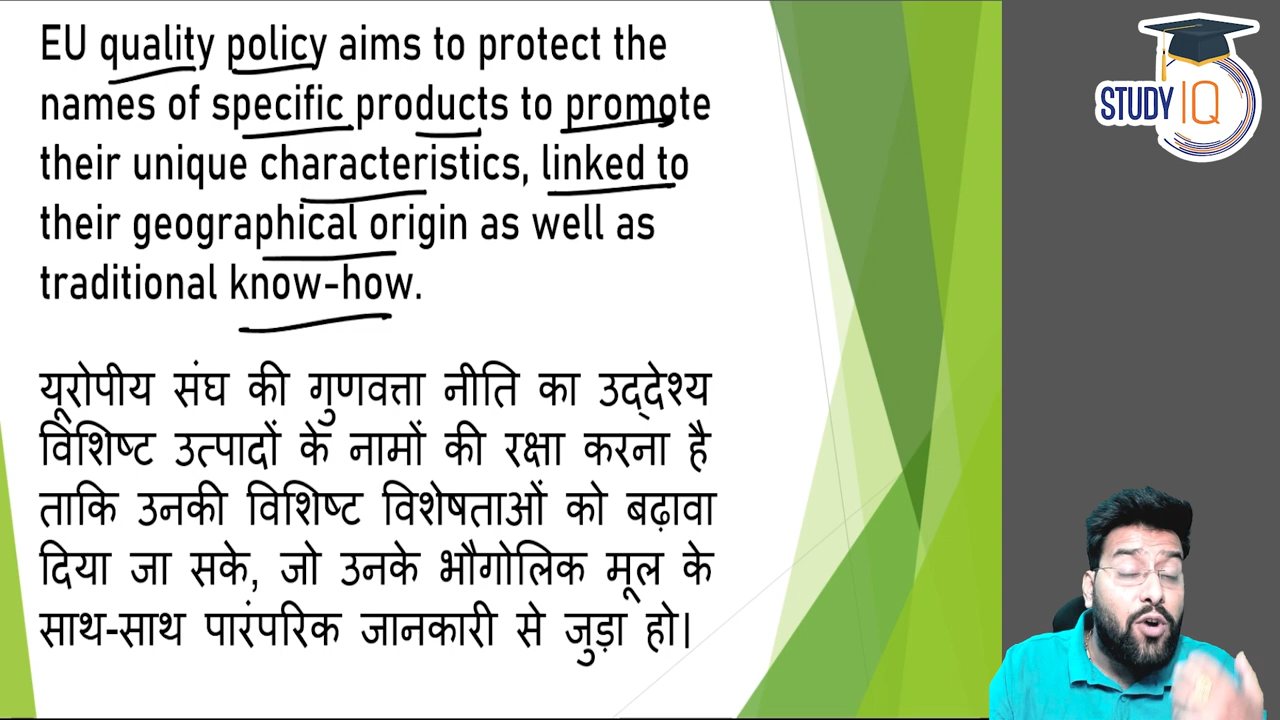 EU quality policy aims to protect the
names of specific products to promote
their unique characteristics, linked to
their geographical origin as well as
traditional know-how.
यूरोपीय संघ की गुणवत्ता नीति का उद्देश्य
विशिष्ट उत्पादों के नामों की रक्षा करना है
ताकि उनकी विशिष्ट विशेषताओं को बढ़ावा
दिया जा सके, जो उनके भौगोलिक मूल के
साथ-साथ पारंपरिक जानकारी से जुड़ा हो।
STUDY IQ